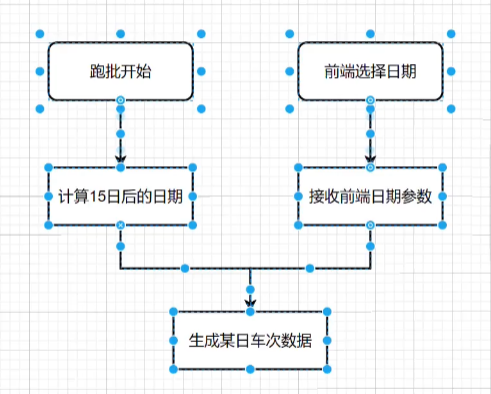 跑批开始
前端选择日期
计算15日后的日期
接收前端日期参数
生成某日车次数据